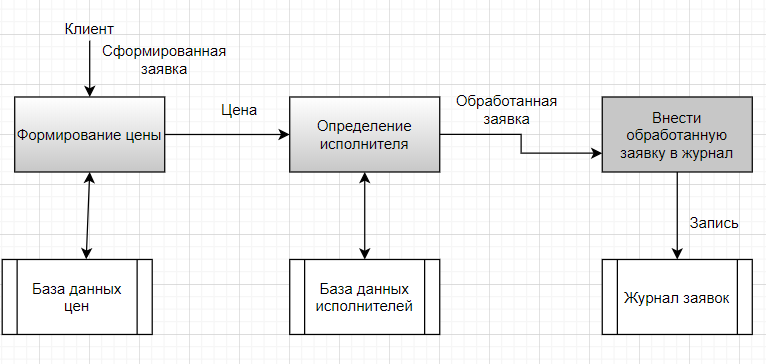 Клиент
Сформированная
заявка
Формирование цены
Цена
Определение
исполнителя
Обработанная
заявка
Внести
обработанную
заявку в журнал
Запись
База данных
цен
База данных
исполнителей
Журнал заявок